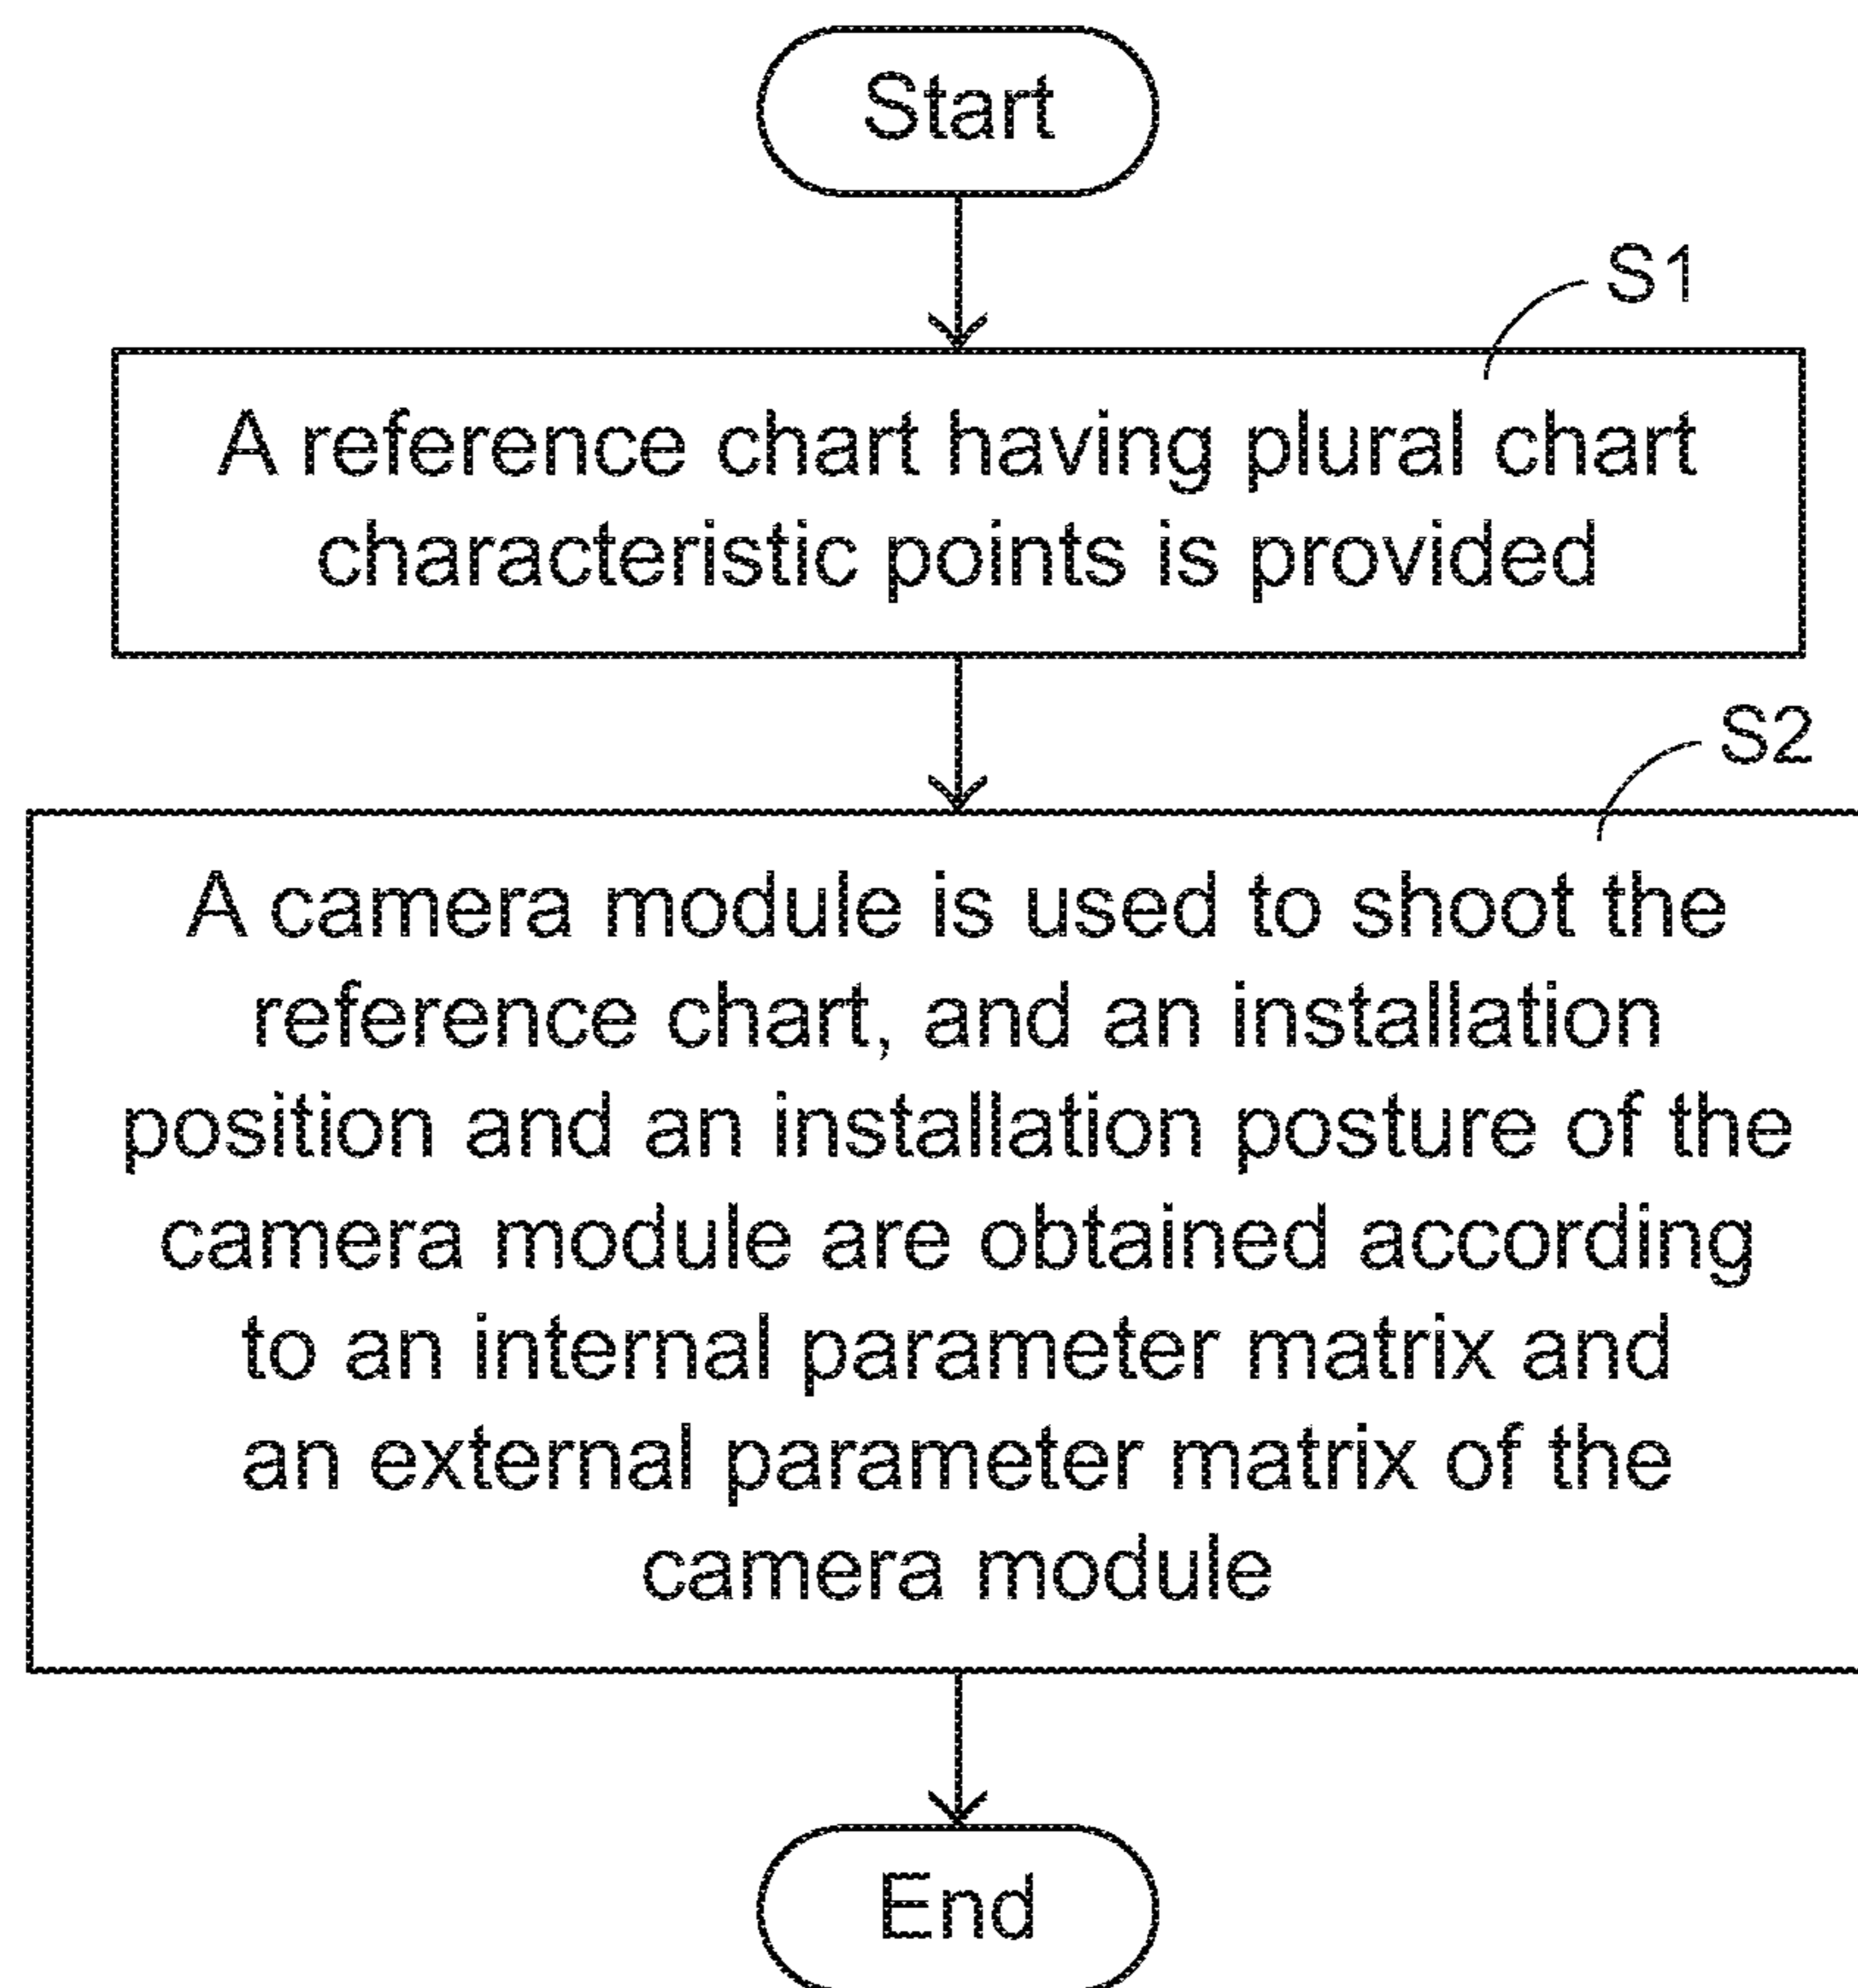 Start
S1
A reference chart having plural chart
characteristic points is provided
S2
A camera module is used to shoot the
reference chart, and an installation
position and an installation posture of the
camera module are obtained according
to an internal parameter matrix and
an external parameter matrix of the
camera module
End